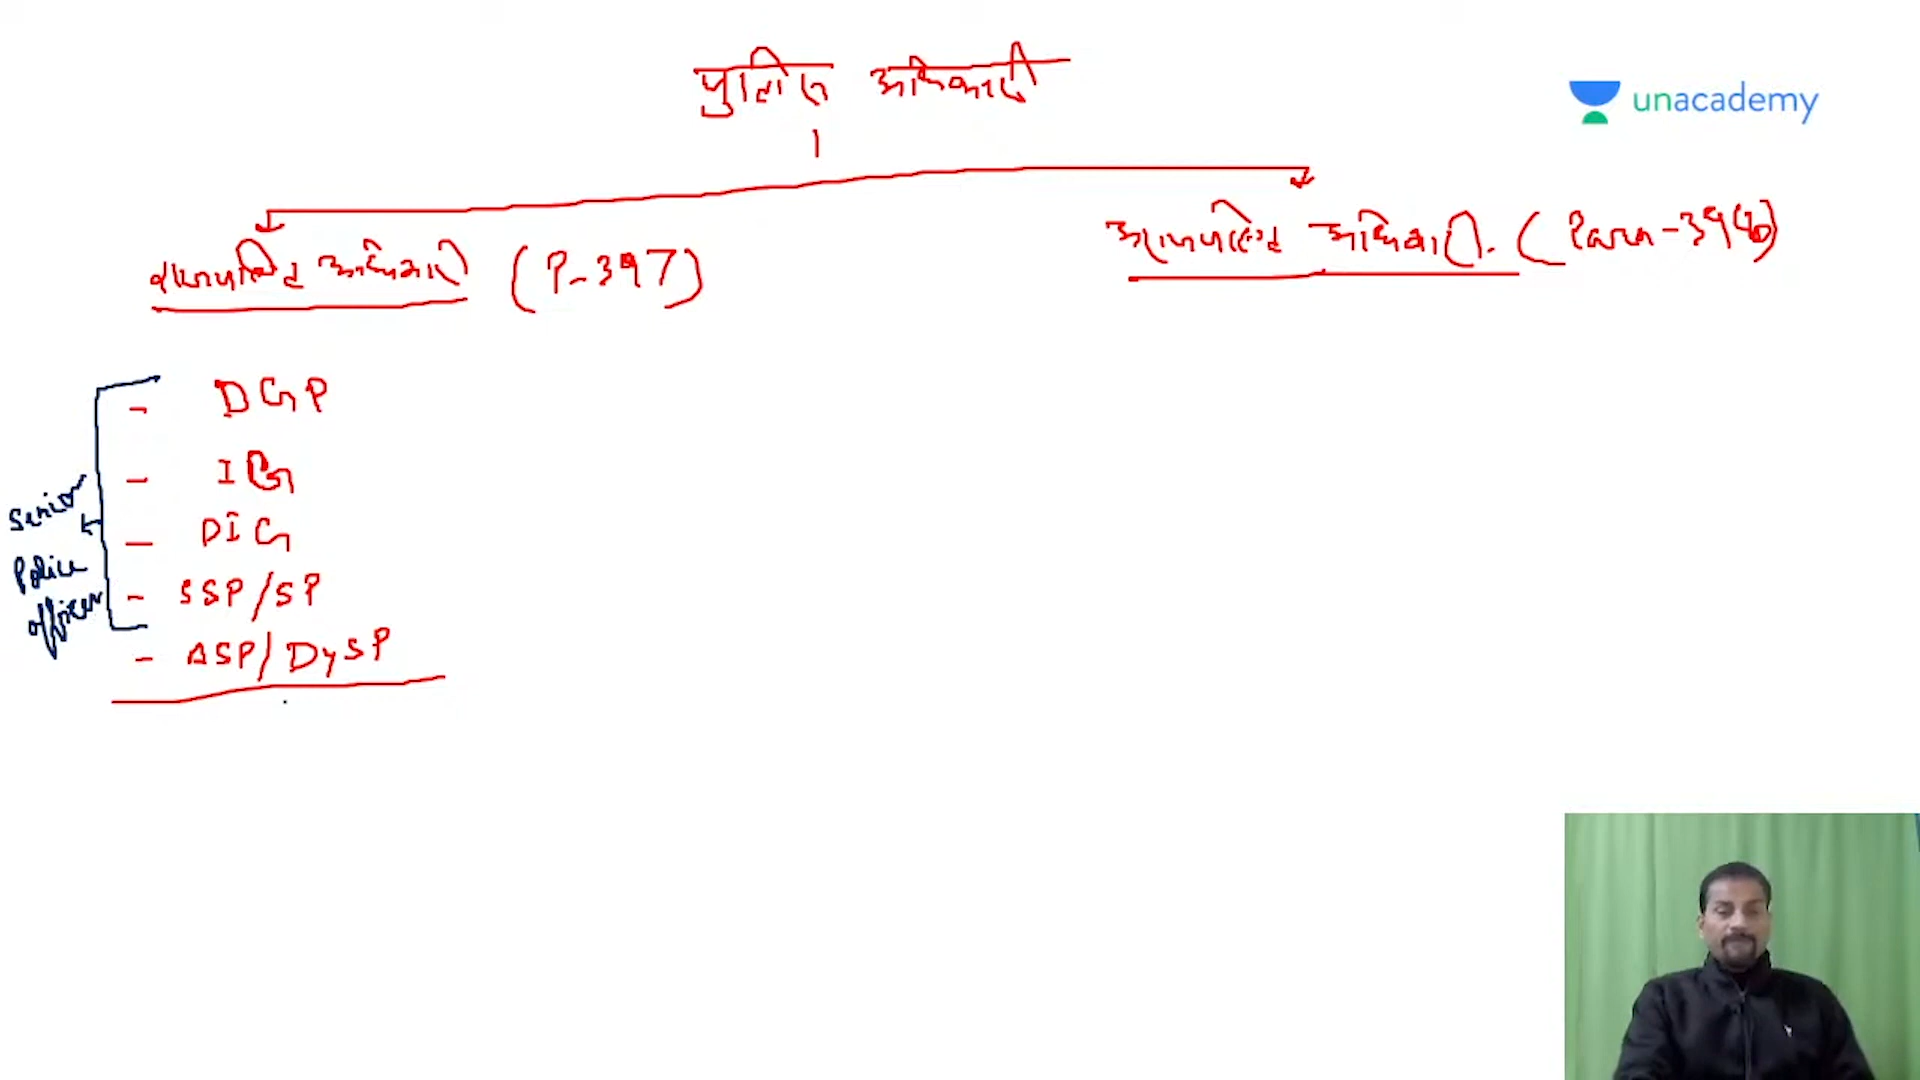 पुलिस अधिकारी
unacademy
राजपत्रित अधिकारी (P-397)
अराजपत्रित अधिकारी. (Para-398)
- DGP
- IG
- DIG
- SSP/SP
- ASP/DySP
Senior
Police
officer